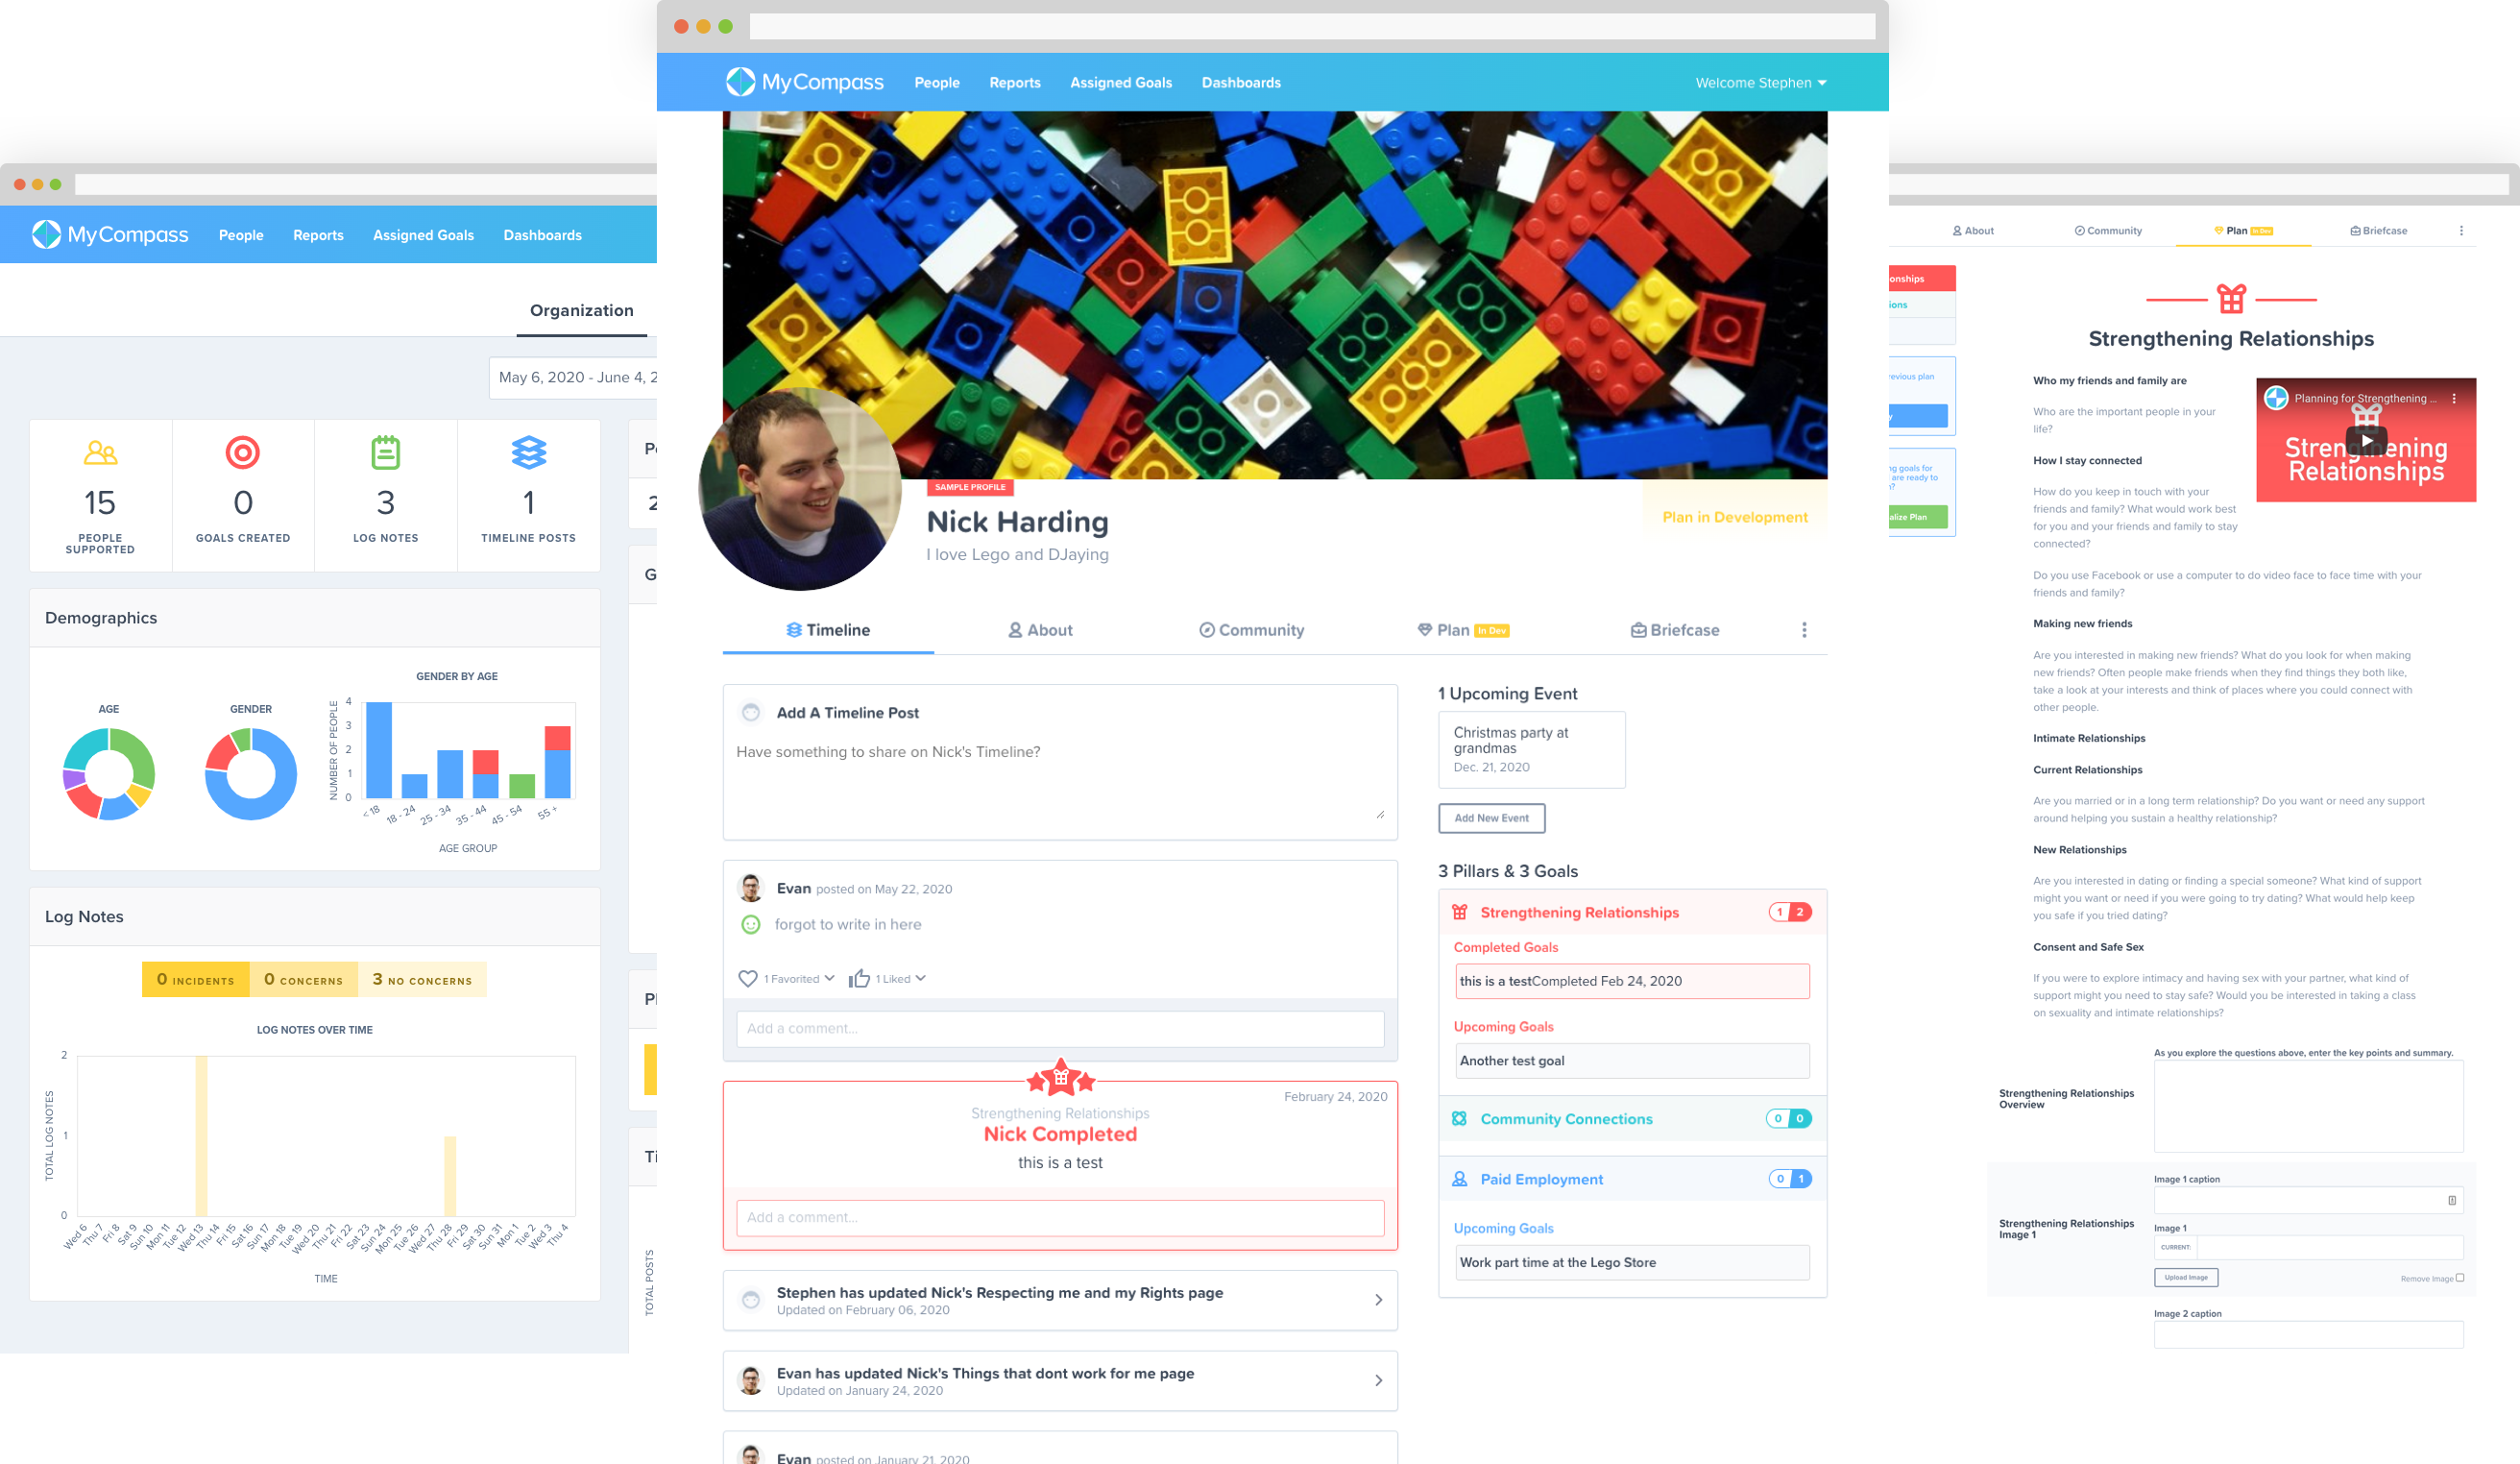 MyCompass
People
Reports
Assigned Goals
Dashboards
Organization
May 6, 2020 - June 4, 2
15
PEOPLE
SUPPORTED
0
GOALS CREATED
3
LOG NOTES
1
TIMELINE POSTS
Demographics
AGE
GENDER
GENDER BY AGE
NUMBER OF PEOPLE
4
3
2
1
0
< 18
18 - 24
25 - 34
35 - 44
45 - 54
55 +
AGE GROUP
Log Notes
0 INCIDENTS
0 CONCERNS
3 NO CONCERNS
LOG NOTES OVER TIME
TOTAL LOG NOTES
2
1
0
Wed 6
Thu 7
Fri 8
Sat 9
Sun 10
Mon 11
Tue 12
Wed 13
Thu 14
Fri 15
Sat 16
Sun 17
Mon 18
Tue 19
Wed 20
Thu 21
Fri 22
Sat 23
Sun 24
Mon 25
Tue 26
Wed 27
Thu 28
Fri 29
Sat 30
Sun 31
Mon 1
Tue 2
Wed 3
Thu 4
TIME
G
Pl
Ti
TOTAL POSTS
MyCompass
People
Reports
Assigned Goals
Dashboards
Welcome Stephen
SAMPLE PROFILE
Nick Harding
I love Lego and DJaying
Plan in Development
Timeline
About
Community
Plan In Dev
Briefcase
Add A Timeline Post
Have something to share on Nick's Timeline?
Evan posted on May 22, 2020
forgot to write in here
1 Favorited
1 Liked
Add a comment...
February 24, 2020
Strengthening Relationships
Nick Completed
this is a test
Add a comment...
Stephen has updated Nick's Respecting me and my Rights page
Updated on February 06, 2020
Evan has updated Nick's Things that dont work for me page
Updated on January 24, 2020
Evan posted on January 21, 2020
1 Upcoming Event
Christmas party at
grandmas
Dec. 21, 2020
Add New Event
3 Pillars & 3 Goals
Strengthening Relationships
1 2
Completed Goals
this is a testCompleted Feb 24, 2020
Upcoming Goals
Another test goal
Community Connections
0 0
Paid Employment
0 1
Upcoming Goals
Work part time at the Lego Store
About
Community
Plan In Dev
Briefcase
onships
ions
revious plan
y
ng goals for
are ready to
n?
alize Plan
Strengthening Relationships
Who my friends and family are
Who are the important people in your
life?
How I stay connected
How do you keep in touch with your
friends and family? What would work best
for you and your friends and family to stay
connected?
Planning for Strengthening ...
Strengthening
Relationships
Do you use Facebook or use a computer to do video face to face time with your
friends and family?
Making new friends
Are you interested in making new friends? What do you look for when making
new friends? Often people make friends when they find things they both like,
take a look at your interests and think of places where you could connect with
other people.
Intimate Relationships
Current Relationships
Are you married or in a long term relationship? Do you want or need any support
around helping you sustain a healthy relationship?
New Relationships
Are you interested in dating or finding a special someone? What kind of support
might you want or need if you were going to try dating? What would help keep
you safe if you tried dating?
Consent and Safe Sex
If you were to explore intimacy and having sex with your partner, what kind of
support might you need to stay safe? Would you be interested in taking a class
on sexuality and intimate relationships?
As you explore the questions above, enter the key points and summary.
Strengthening Relationships
Overview
Image 1 caption
Strengthening Relationships
Image 1
Image 1
CURRENT:
Upload Image
Remove Image
Image 2 caption